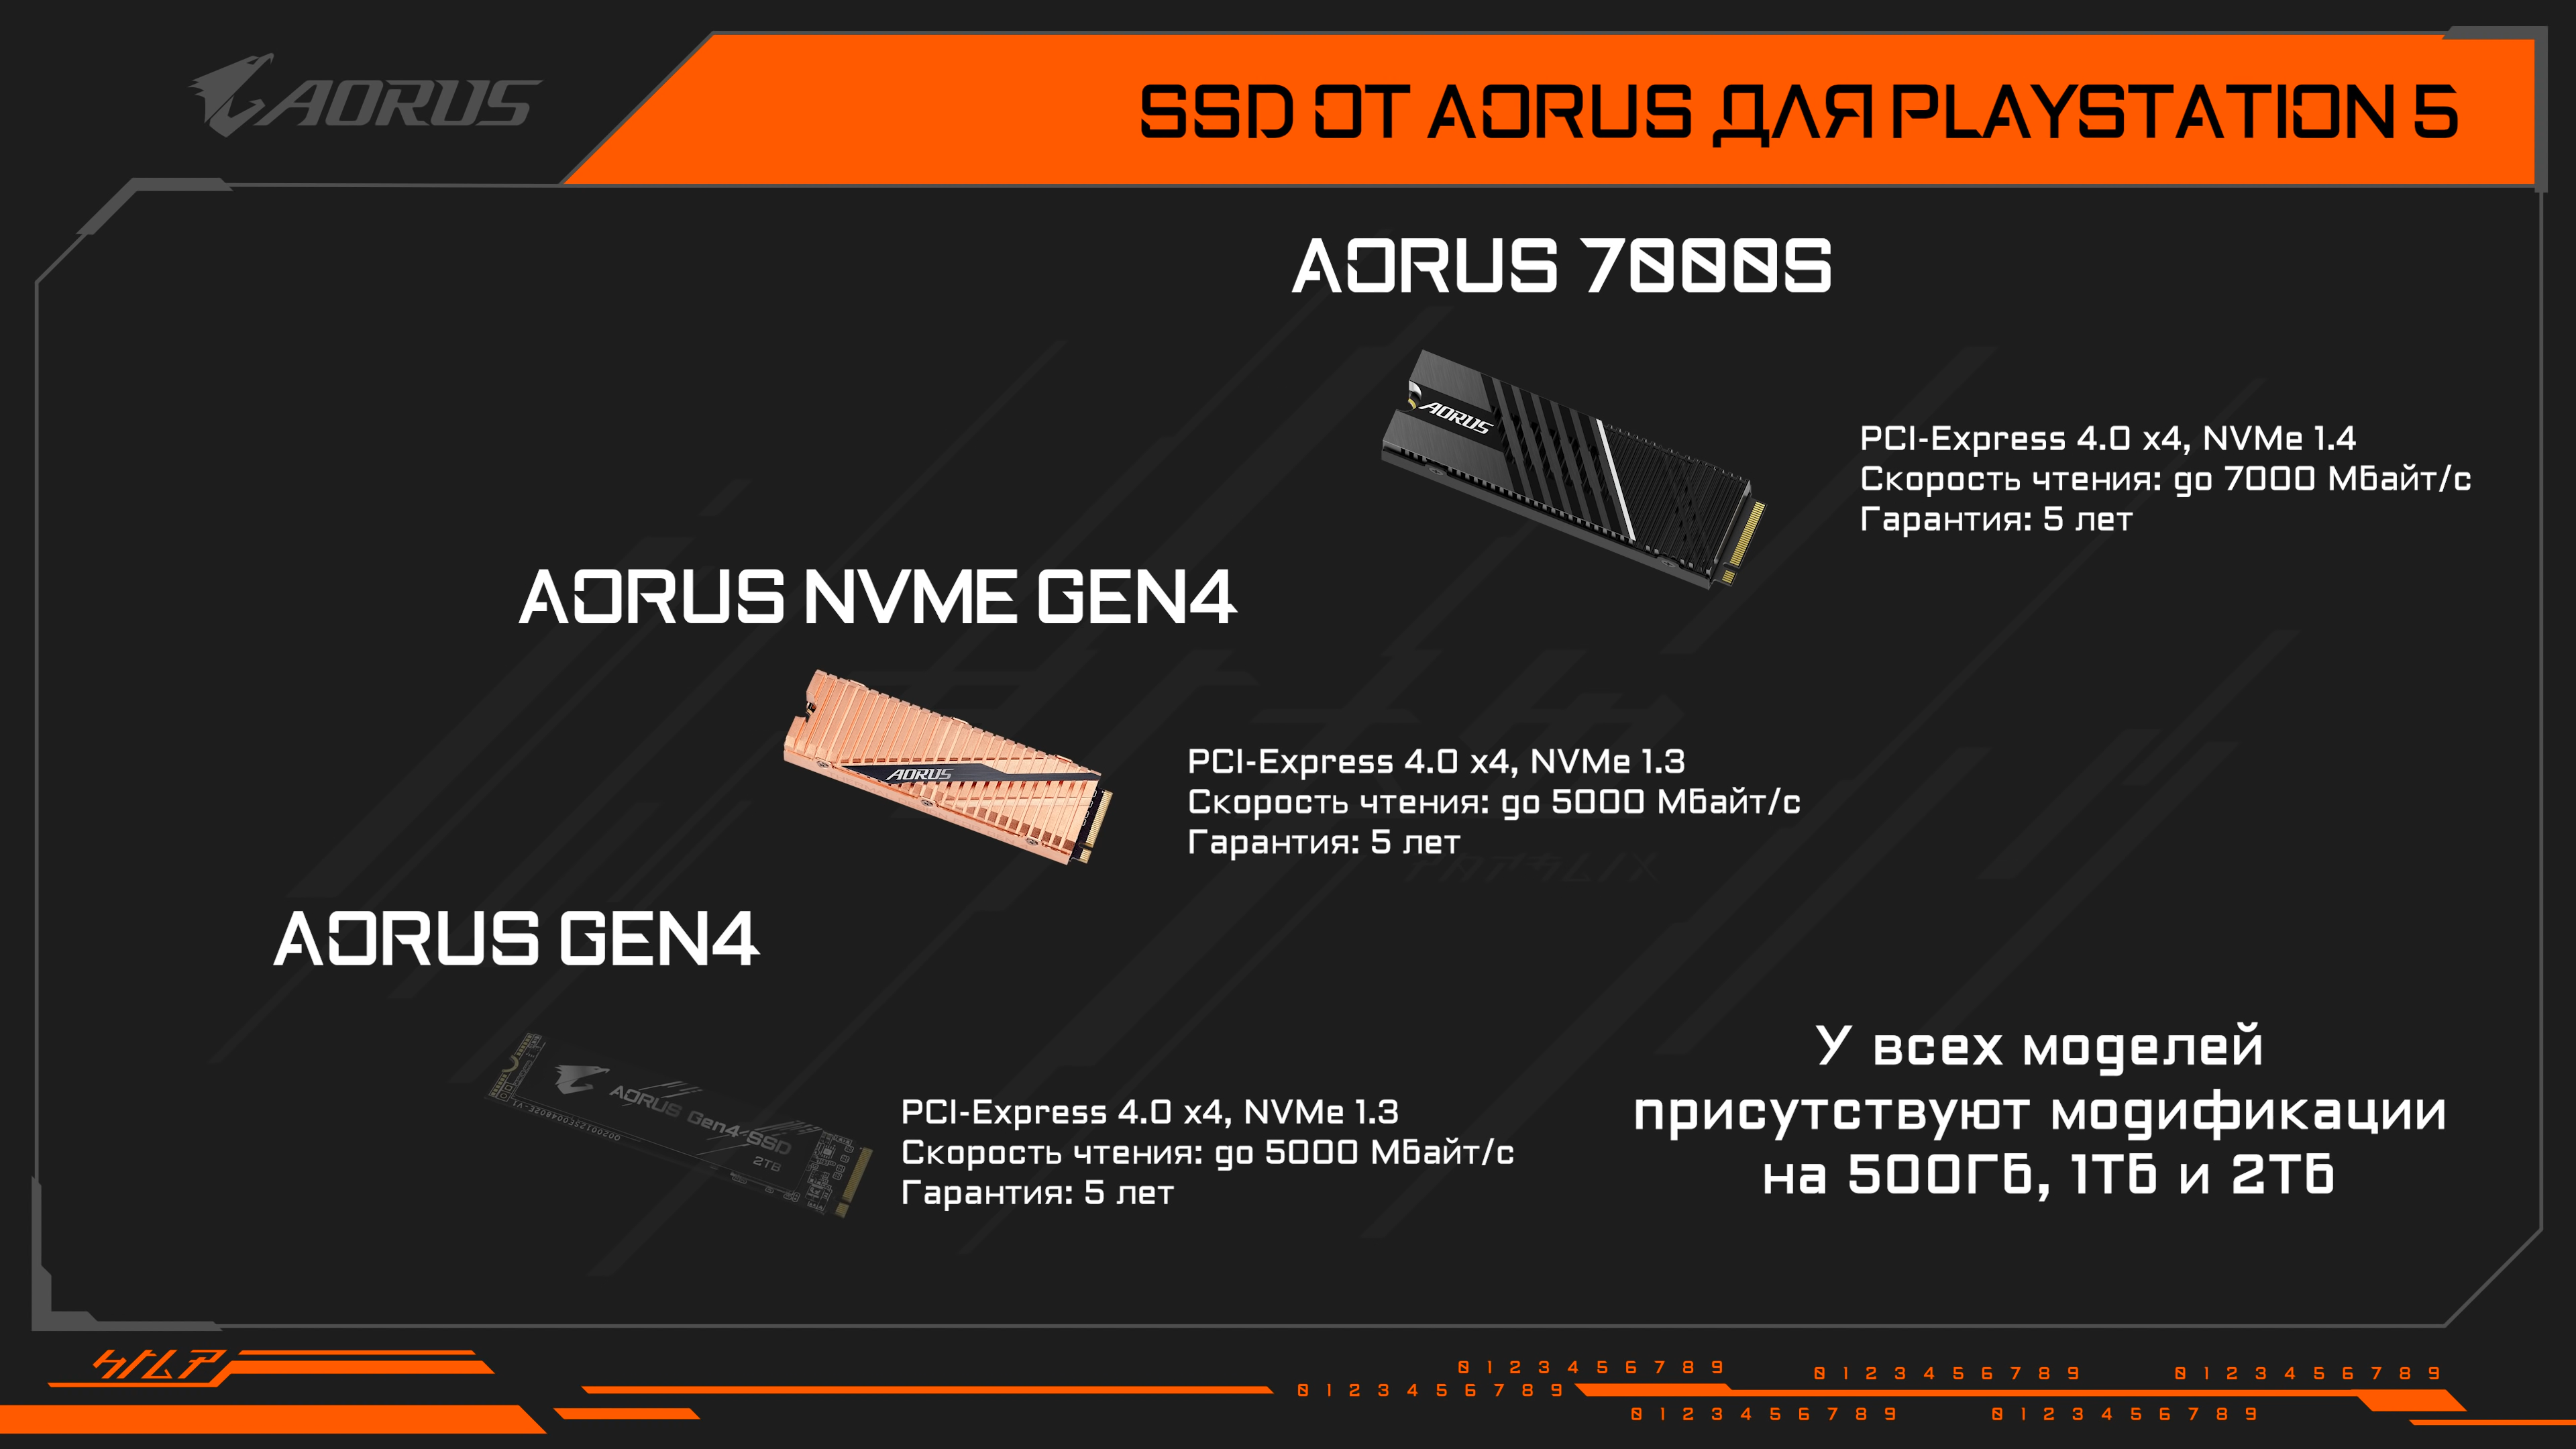 AORUS
SSD ОТ AORUS ДЛЯ PLAYSTATION 5
AORUS 7000S
AORUS
PCI-Express 4.0 x4, NVMe 1.4
Скорость чтения: до 7000 Мбайт/с
Гарантия: 5 лет
AORUS NVME GEN4
AORUS
PCI-Express 4.0 x4, NVMe 1.3
Скорость чтения: до 5000 Мбайт/с
Гарантия: 5 лет
AORUS GEN4
AORUS Gen4 SSD
2TB
PCI-Express 4.0 x4, NVMe 1.3
Скорость чтения: до 5000 Мбайт/с
Гарантия: 5 лет
У всех моделей
присутствуют модификации
на 500Гб, 1Тб и 2Тб
0 1 2 3 4 5 6 7 8 9
0 1 2 3 4 5 6 7 8 9
0 1 2 3 4 5 6 7 8 9
0 1 2 3 4 5 6 7 8 9
0 1 2 3 4 5 6 7 8 9
0 1 2 3 4 5 6 7 8 9